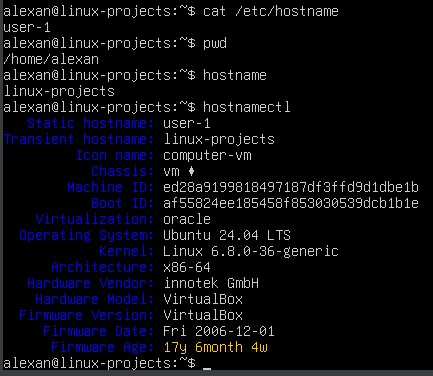 alexan@linux-projects:~$ cat /etc/hostname
user-1
alexan@linux-projects:~$ pwd
/home/alexan
alexan@linux-projects:~$ hostname
linux-projects
alexan@linux-projects:~$ hostnamectl
Static hostname: user-1
Transient hostname: linux-projects
Icon name: computer-vm
Chassis: vm ♦
Machine ID: ed28a9199818497187df3ffd9d1dbe1b
Boot ID: af55824ee185458f853030539dcb1b1e
Virtualization: oracle
Operating System: Ubuntu 24.04 LTS
Kernel: Linux 6.8.0-36-generic
Architecture: x86-64
Hardware Vendor: innotek GmbH
Hardware Model: VirtualBox
Firmware Version: VirtualBox
Firmware Date: Fri 2006-12-01
Firmware Age: 17y 6month 4w
alexan@linux-projects:~$ _